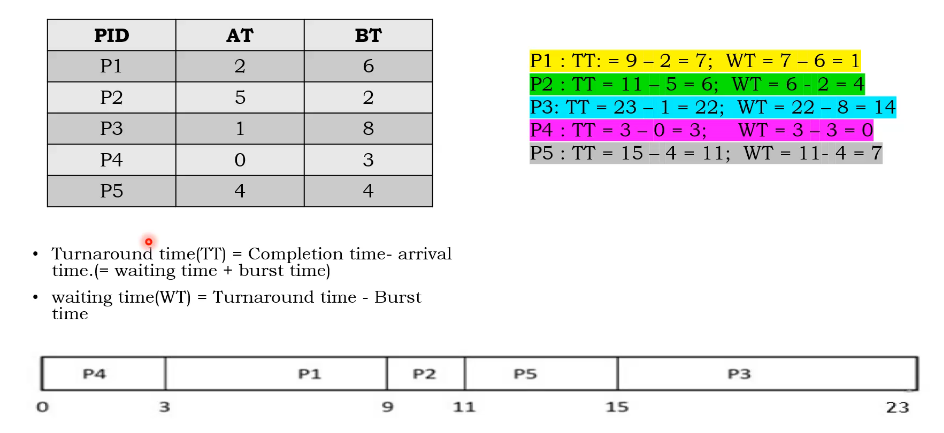 PID AT BT
P1 2 6
P2 5 2
P3 1 8
P4 0 3
P5 4 4
P1 : TT: = 9 – 2 = 7; WT = 7 – 6 = 1
P2 : TT = 11 – 5 = 6; WT = 6 - 2 = 4
P3: TT = 23 – 1 = 22; WT = 22 – 8 = 14
P4 : TT = 3 – 0 = 3; WT = 3 – 3 = 0
P5 : TT = 15 – 4 = 11; WT = 11- 4 = 7
• Turnaround time(TT) = Completion time- arrival
time.(= waiting time + burst time)
• waiting time(WT) = Turnaround time - Burst
time
P4 P1 P2 P5 P3
0 3 9 11 15 23